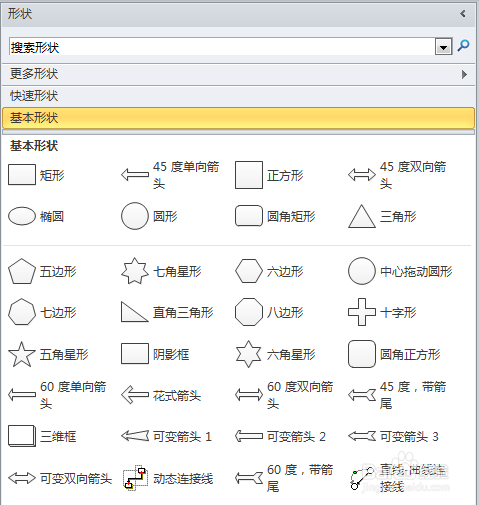 形状
搜索形状
更多形状
快速形状
基本形状
基本形状
矩形
45 度单向箭
头
正方形
45 度双向箭
头
椭圆
圆形
圆角矩形
三角形
五边形
七角星形
六边形
中心拖动圆形
七边形
直角三角形
八边形
十字形
五角星形
阴影框
六角星形
圆角正方形
60 度单向箭
头
花式箭头
60 度双向箭
头
45 度，带箭
尾
三维框
可变箭头 1
可变箭头 2
可变箭头 3
可变双向箭头
动态连接线
60 度，带箭
尾
直线-曲线连
接线